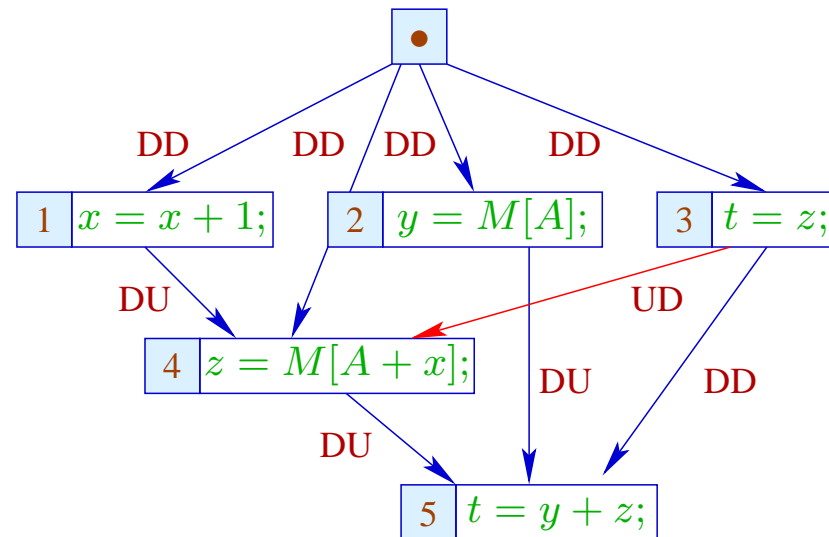 •
DD DD DD DD
1 x = x + 1; 2 y = M[A]; 3 t = z;
DU UD
4 z = M[A + x]; DU DD
DU
5 t = y + z;